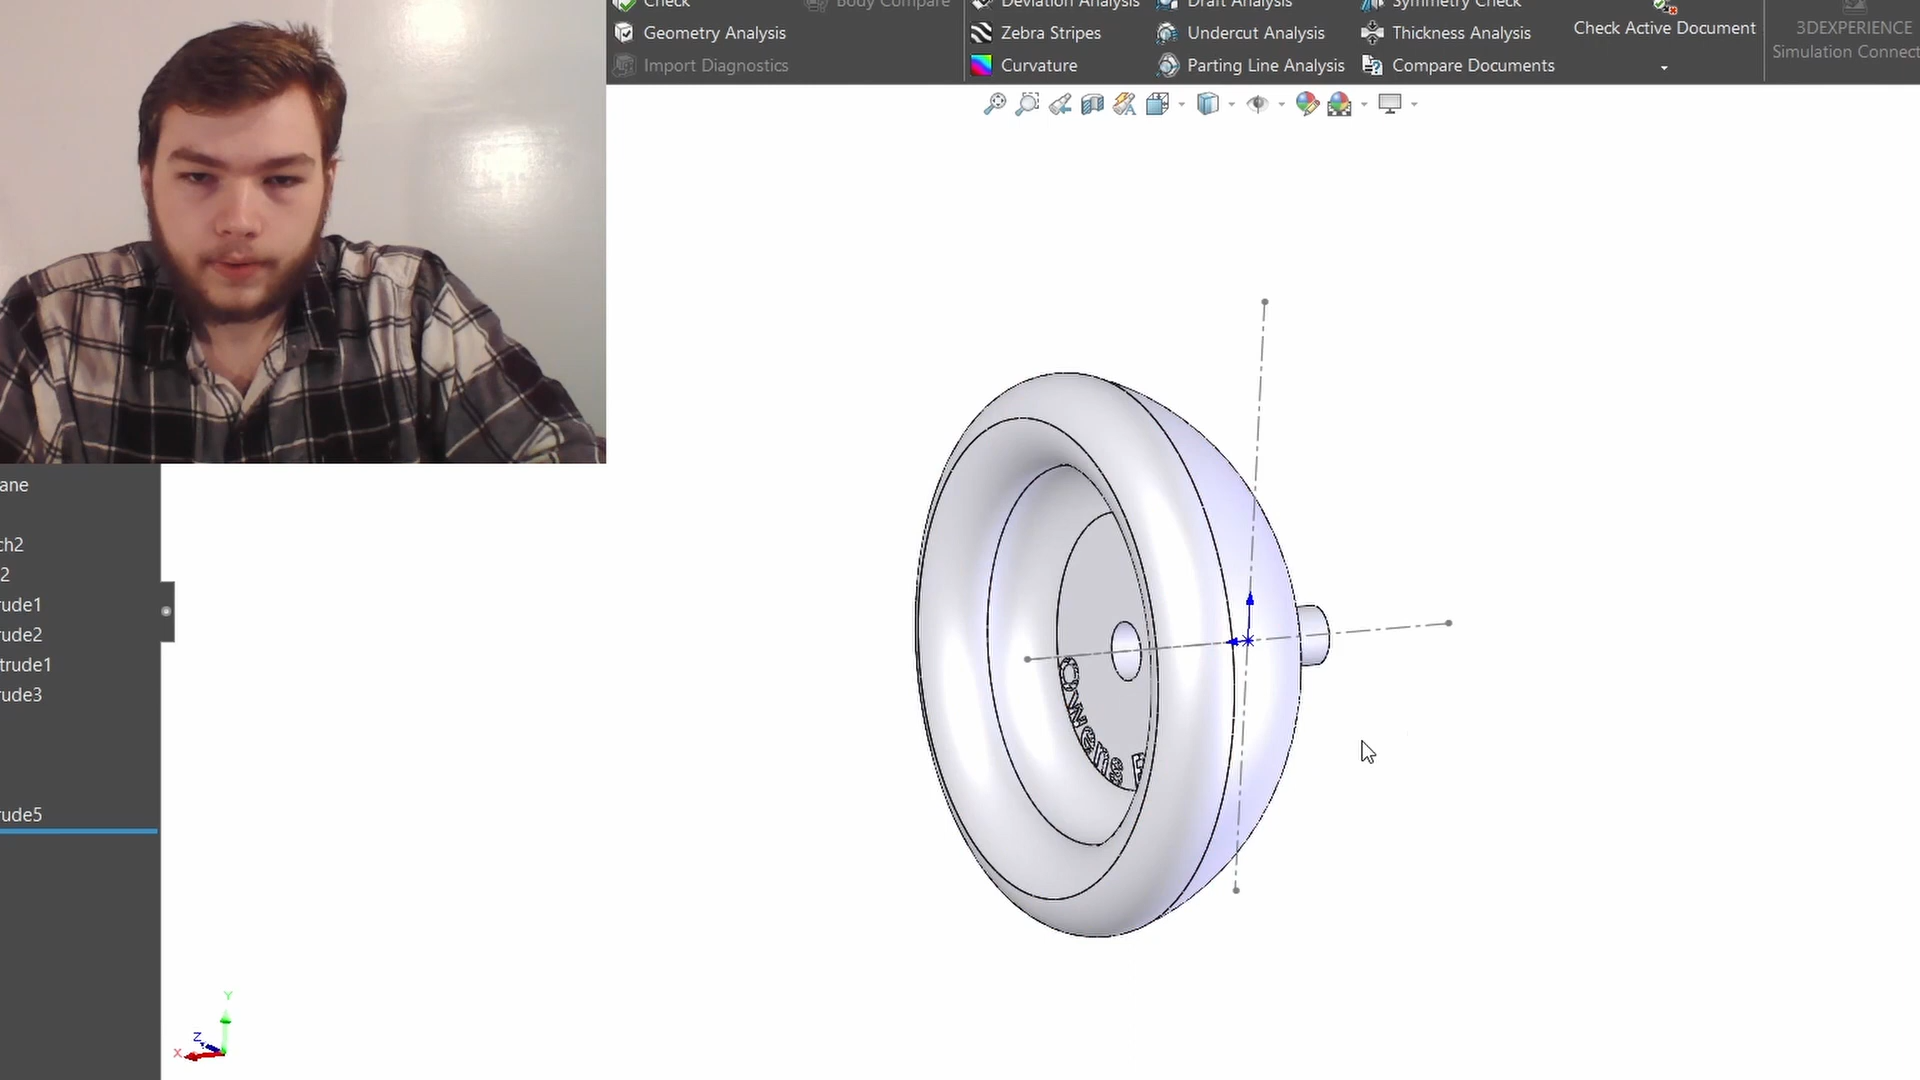 Check
Body Compare
Deviation Analysis
Draft Analysis
Symmetry Check
Geometry Analysis
Zebra Stripes
Undercut Analysis
Thickness Analysis
Check Active Document
3DEXPERIENCE
Import Diagnostics
Curvature
Parting Line Analysis
Compare Documents
Simulation Connect
ane
ch2
2
rude1
rude2
trude1
rude3
rude5
Owens
Y
Z
X